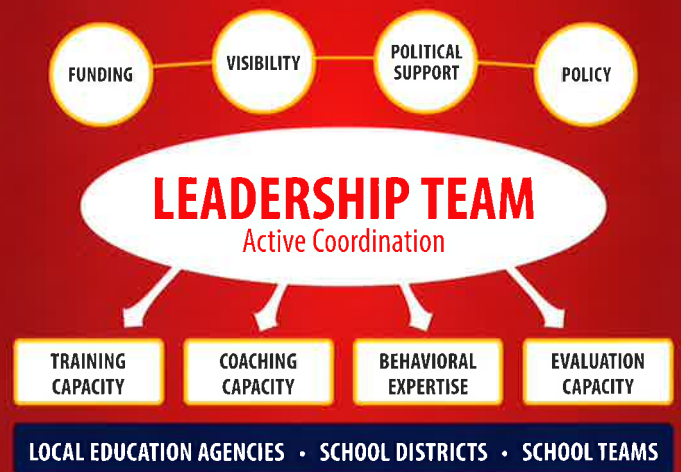 FUNDING
VISIBILITY
POLITICAL
SUPPORT
POLICY
LEADERSHIP TEAM
Active Coordination
TRAINING
CAPACITY
COACHING
CAPACITY
BEHAVIORAL
EXPERTISE
EVALUATION
CAPACITY
LOCAL EDUCATION AGENCIES • SCHOOL DISTRICTS • SCHOOL TEAMS